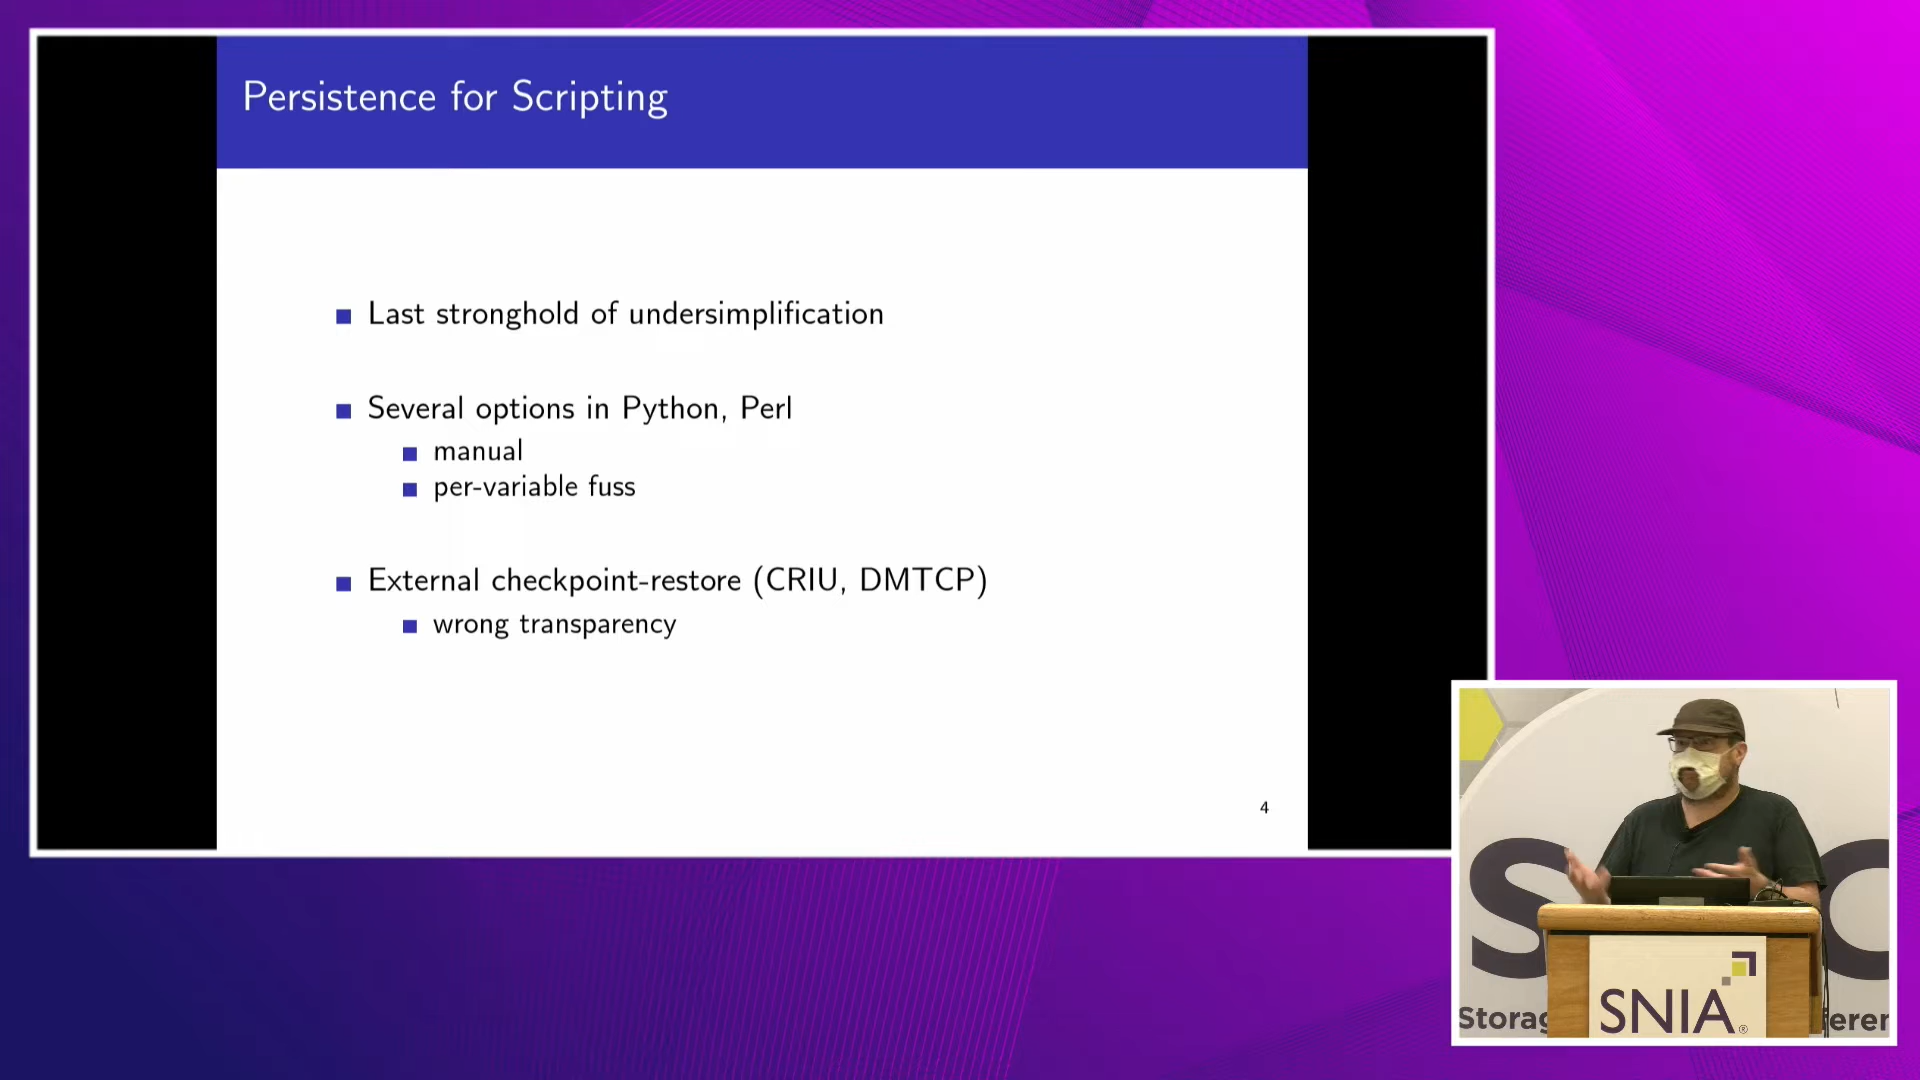 Persistence for Scripting
Last stronghold of undersimplification
Several options in Python, Perl
manual
per-variable fuss
External checkpoint-restore (CRIU, DMTCP)
wrong transparency
4
S
C
Storag
feren
SNIA®